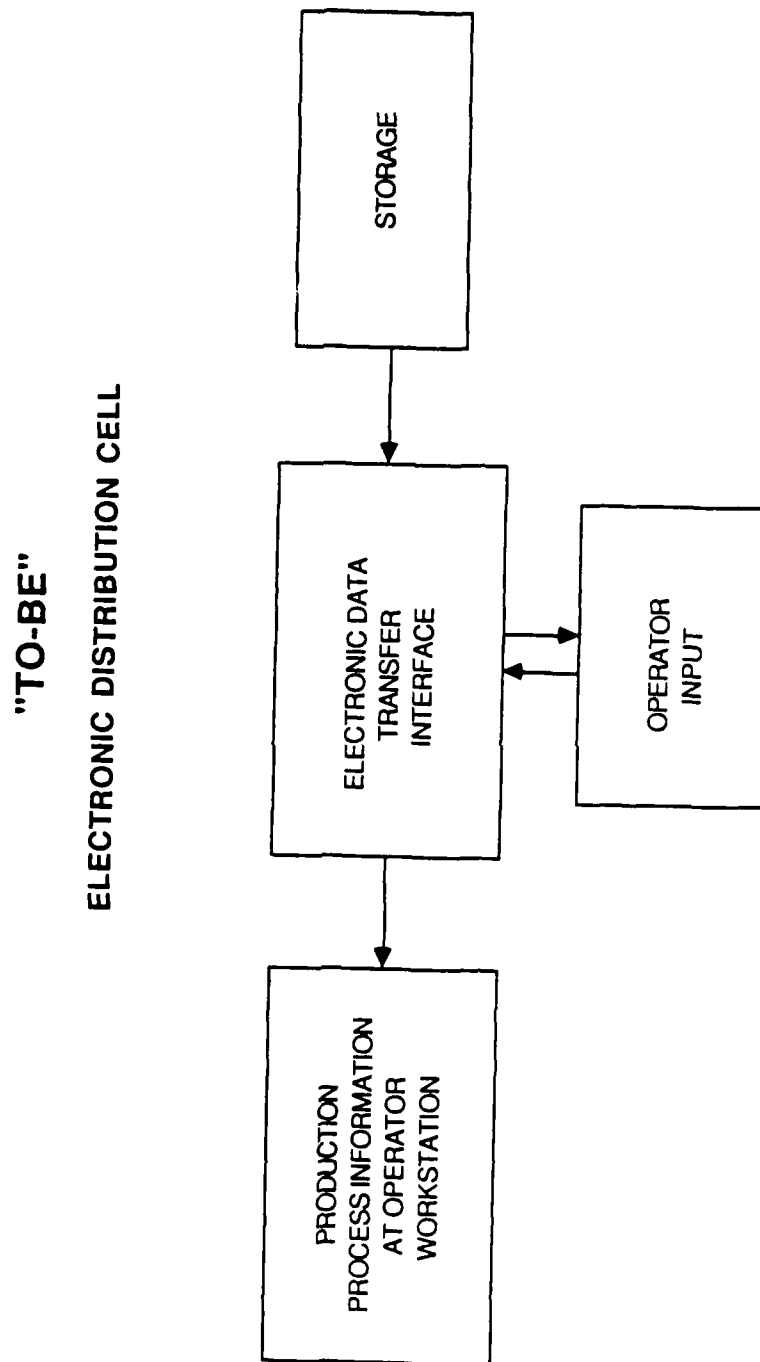 "TO-BE"
ELECTRONIC DISTRIBUTION CELL
PRODUCTION
PROCESS INFORMATION
AT OPERATOR
WORKSTATION
ELECTRONIC DATA
TRANSFER
INTERFACE
STORAGE
OPERATOR
INPUT